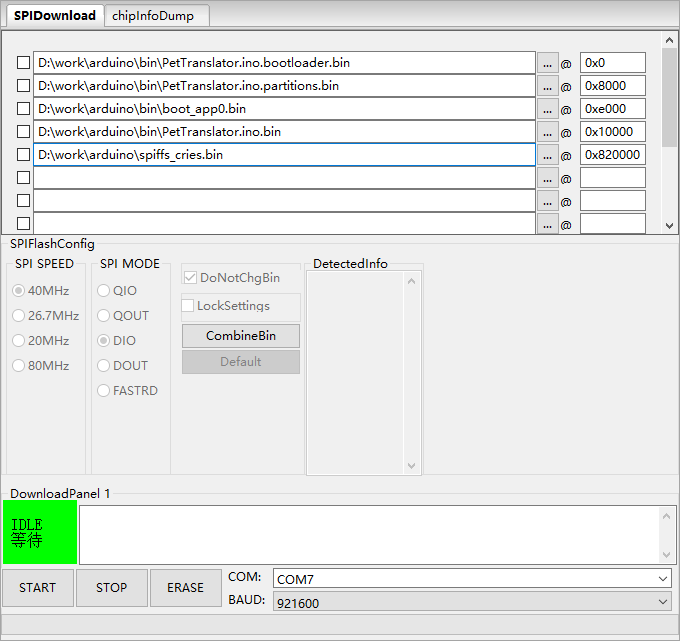 SPIDownload chipInfoDump
D:\work\arduino\bin\PetTranslator.ino.bootloader.bin ... @ 0x0
D:\work\arduino\bin\PetTranslator.ino.partitions.bin ... @ 0x8000
D:\work\arduino\bin\boot_app0.bin ... @ 0xe000
D:\work\arduino\bin\PetTranslator.ino.bin ... @ 0x10000
D:\work\arduino\spiffs_cries.bin ... @ 0x820000
... @
... @
... @
SPIFlashConfig
SPI SPEED
40MHz
26.7MHz
20MHz
80MHz
SPI MODE
QIO
QOUT
DIO
DOUT
FASTRD
DoNotChgBin
LockSettings
CombineBin
Default
DetectedInfo
DownloadPanel 1
IDLE
等待
START STOP ERASE
COM: COM7
BAUD: 921600